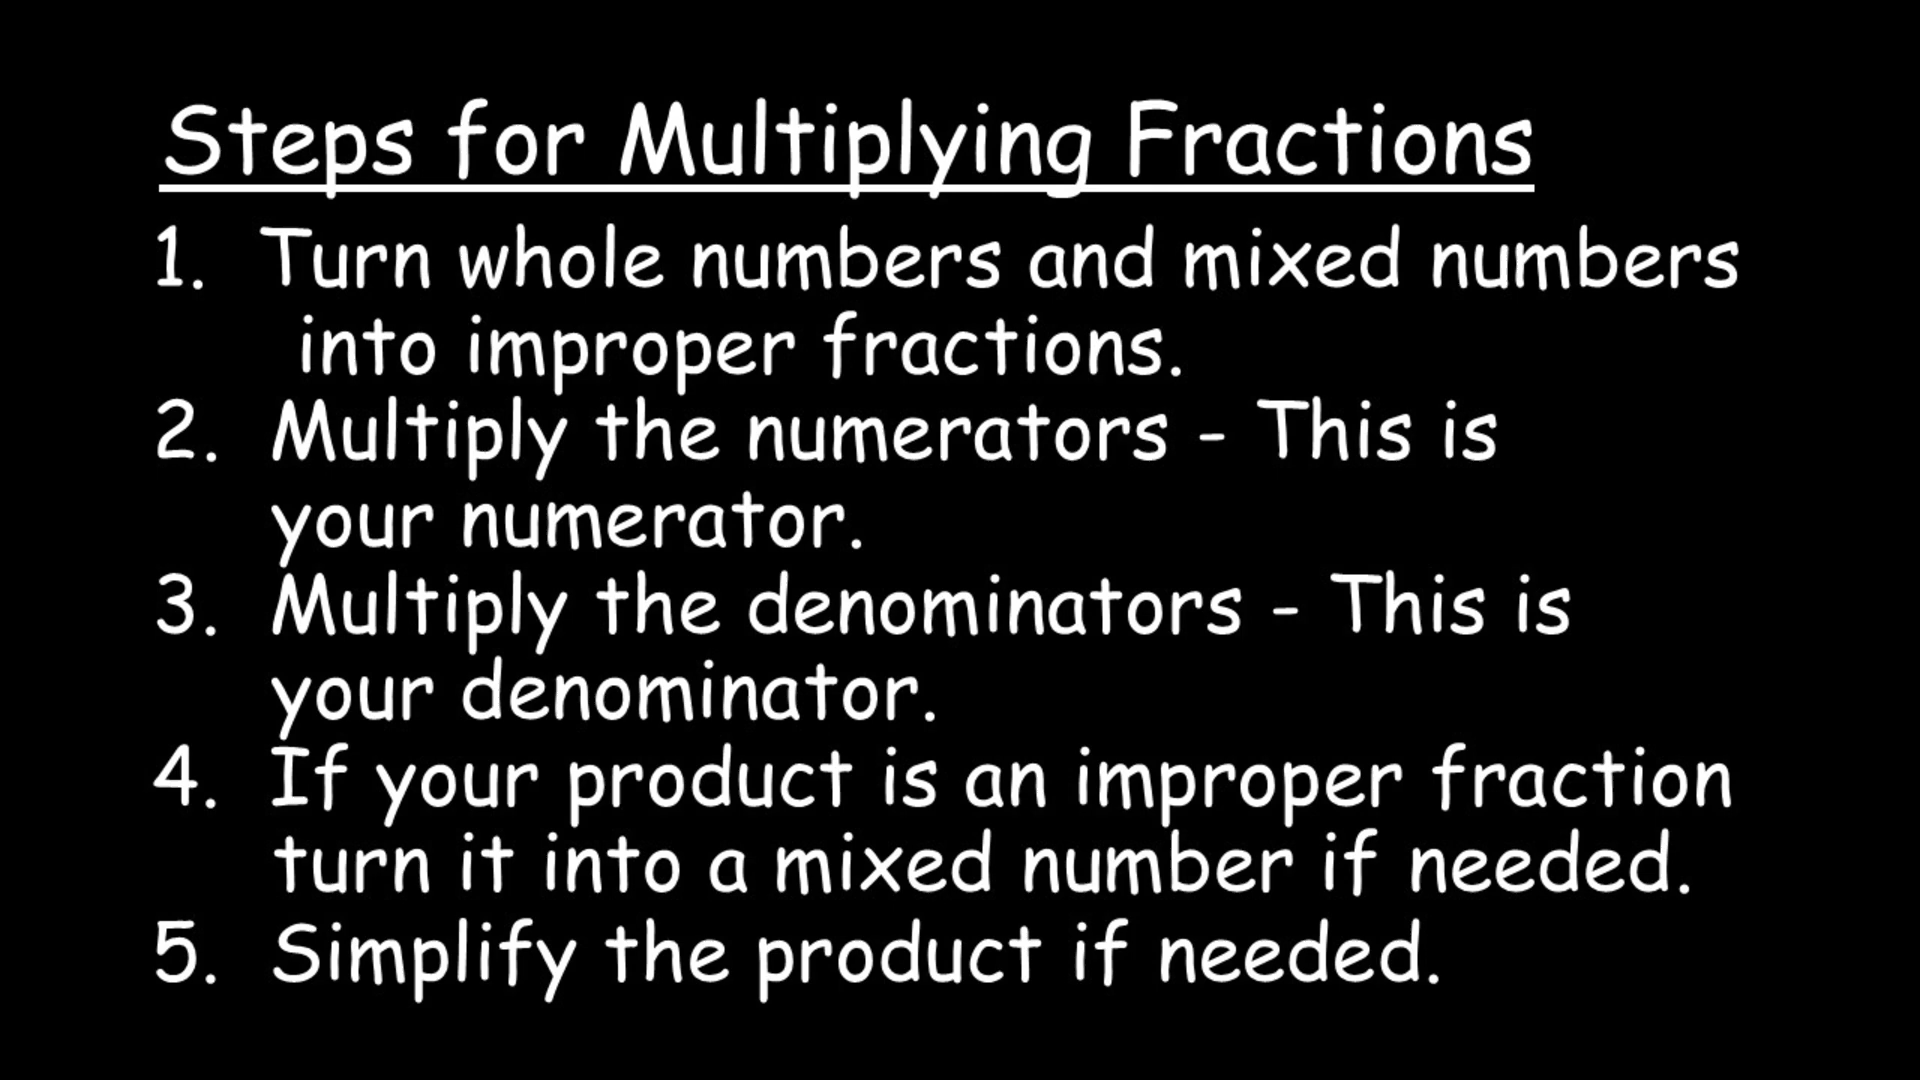 Steps for Multiplying Fractions
1. Turn whole numbers and mixed numbers
into improper fractions.
2. Multiply the numerators - This is
your numerator.
3. Multiply the denominators - This is
your denominator.
4. If your product is an improper fraction
turn it into a mixed number if needed.
5. Simplify the product if needed.